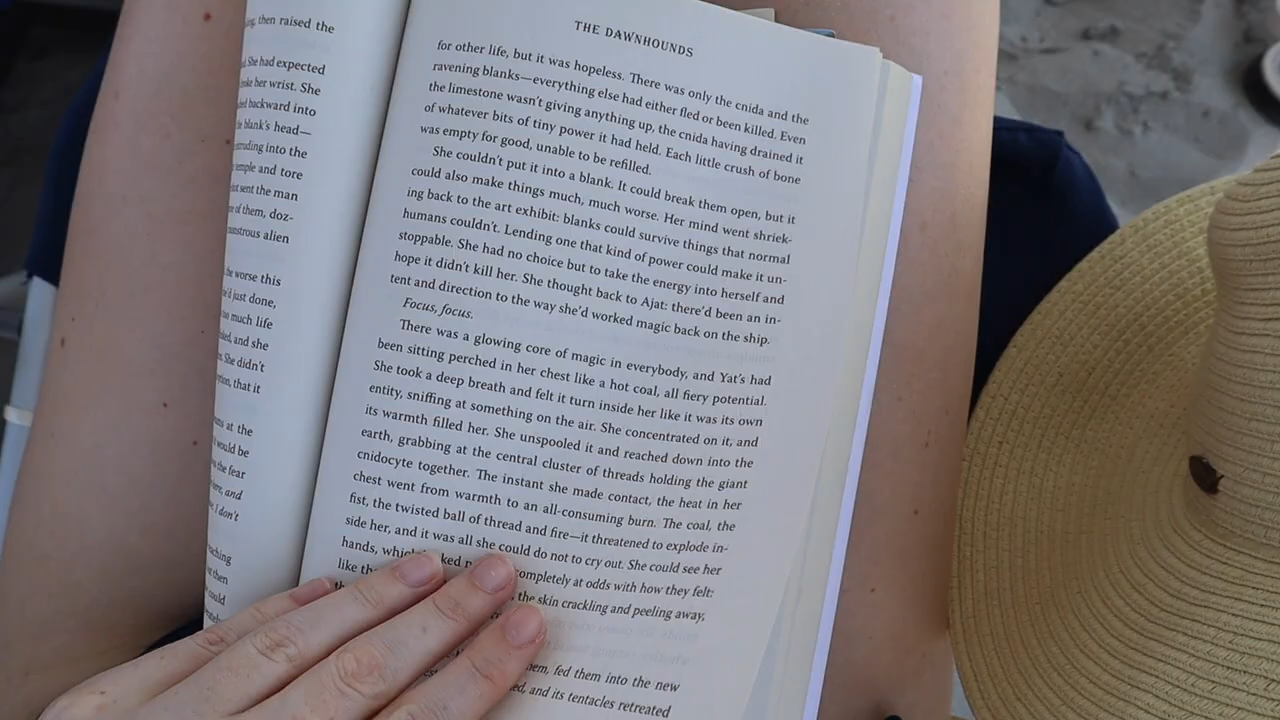 then raised the
She had expected
her wrist. She
backward into
blank's head—
into the
temple and tore
sent the man
of them, doz-
alien
the worse this
just done,
too much life
and she
She didn't
that it
at the
would be
the fear
and
I don't
then
could
THE DAWNHOUNDS
for other life, but it was hopeless. There was only the cnida and the
ravening blanks—everything else had either fled or been killed. Even
the limestone wasn't giving anything up, the cnida having drained it
of whatever bits of tiny power it had held. Each little crush of bone
was empty for good, unable to be refilled.
She couldn't put it into a blank. It could break them open, but it
could also make things much, much worse. Her mind went shriek-
ing back to the art exhibit: blanks could survive things that normal
humans couldn't. Lending one that kind of power could make it un-
stoppable. She had no choice but to take the energy into herself and
hope it didn't kill her. She thought back to Ajat: there'd been an in-
tent and direction to the way she'd worked magic back on the ship.
Focus, focus.
There was a glowing core of magic in everybody, and Yat's had
been sitting perched in her chest like a hot coal, all fiery potential.
She took a deep breath and felt it turn inside her like it was its own
entity, sniffing at something on the air. She concentrated on it, and
its warmth filled her. She unspooled it and reached down into the
earth, grabbing at the central cluster of threads holding the giant
cnidocyte together. The instant she made contact, the heat in her
chest went from warmth to an all-consuming burn. The coal, the
fist, the twisted ball of thread and fire—it threatened to explode in-
side her, and it was all she could do not to cry out. She could see her
hands, completely at odds with how they felt:
like the skin crackling and peeling away,
fed them into the new
and its tentacles retreated